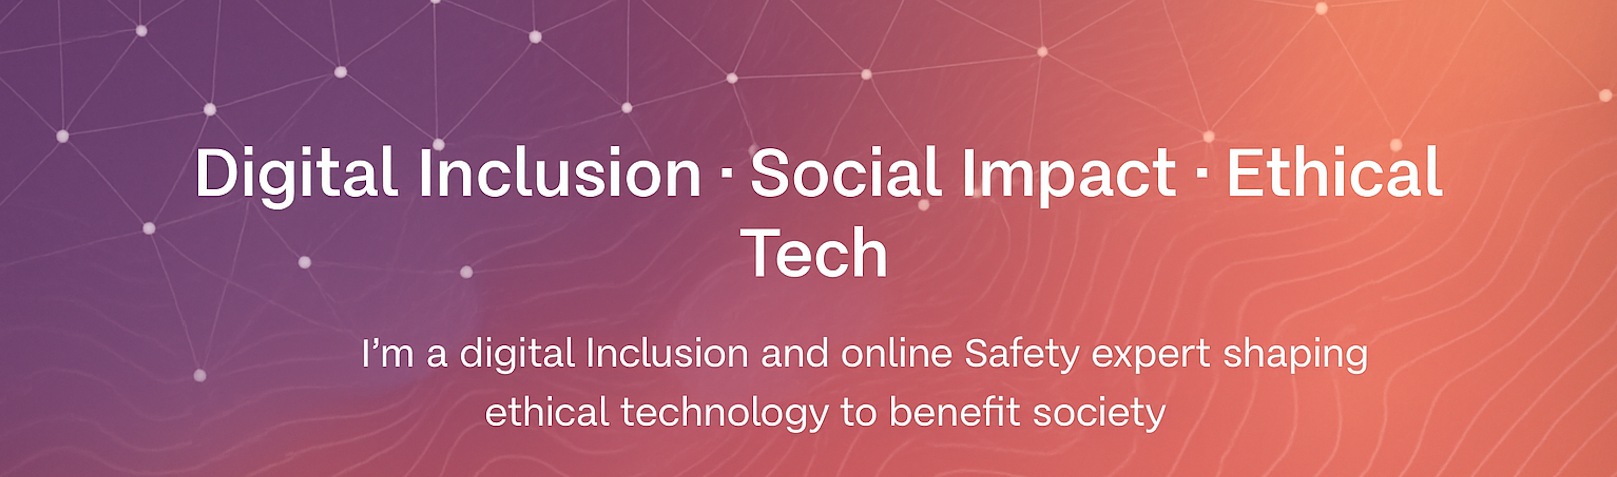 Digital Inclusion · Social Impact · Ethical
Tech
I’m a digital Inclusion and online Safety expert shaping
ethical technology to benefit society